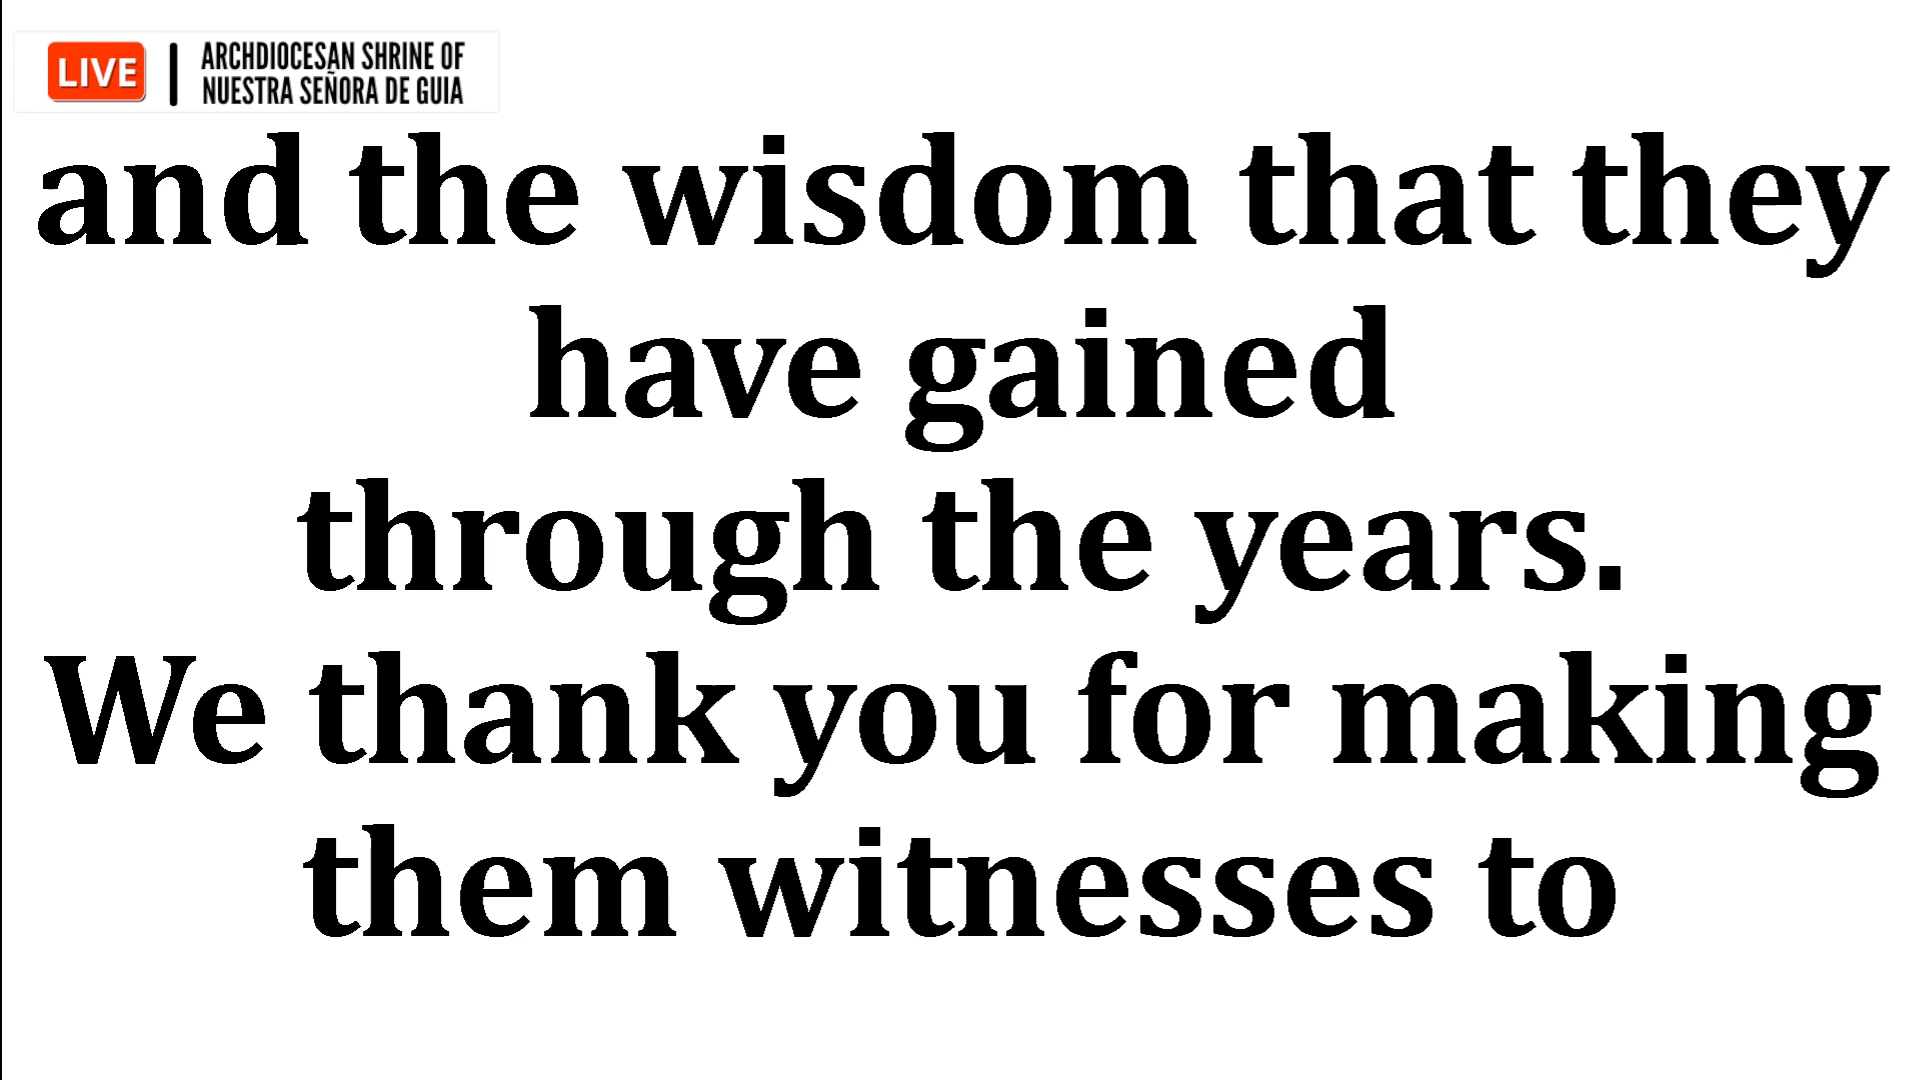 LIVE
ARCHDIOCESAN SHRINE OF
NUESTRA SEÑORA DE GUIA
and the wisdom that they
have gained
through the years.
We thank you for making
them witnesses to